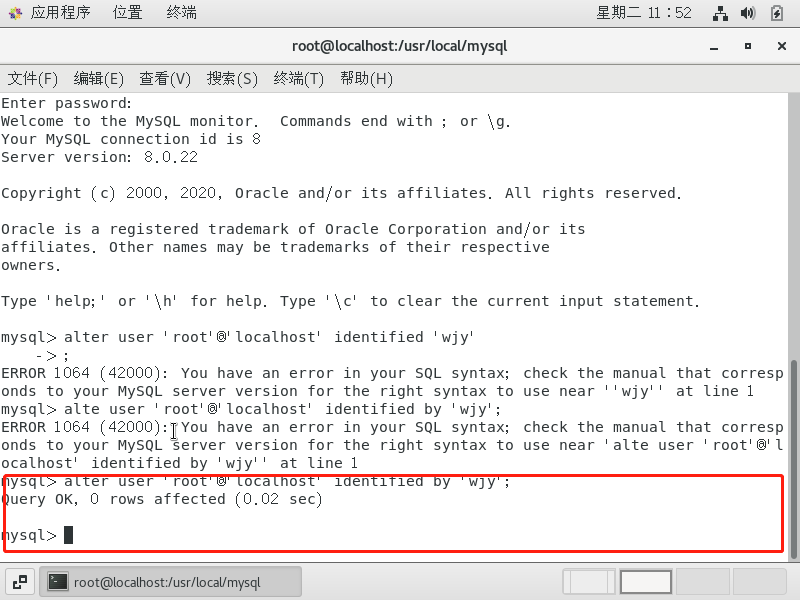 应用程序 位置 终端 星期二 11:52
root@localhost:/usr/local/mysql
文件(F) 编辑(E) 查看(V) 搜索(S) 终端(T) 帮助(H)
Enter password:
Welcome to the MySQL monitor.  Commands end with ; or \g.
Your MySQL connection id is 8
Server version: 8.0.22
Copyright (c) 2000, 2020, Oracle and/or its affiliates. All rights reserved.
Oracle is a registered trademark of Oracle Corporation and/or its
affiliates. Other names may be trademarks of their respective
owners.
Type 'help;' or '\h' for help. Type '\c' to clear the current input statement.
mysql> alter user 'root'@'localhost' identified 'wjy'
    -> ;
ERROR 1064 (42000): You have an error in your SQL syntax; check the manual that corresp
onds to your MySQL server version for the right syntax to use near ''wjy'' at line 1
mysql> alte user 'root'@'localhost' identified by 'wjy';
ERROR 1064 (42000): You have an error in your SQL syntax; check the manual that corresp
onds to your MySQL server version for the right syntax to use near 'alte user 'root'@'l
ocalhost' identified by 'wjy'' at line 1
mysql> alter user 'root'@'localhost' identified by 'wjy';
Query OK, 0 rows affected (0.02 sec)
mysql>
root@localhost:/usr/local/mysql